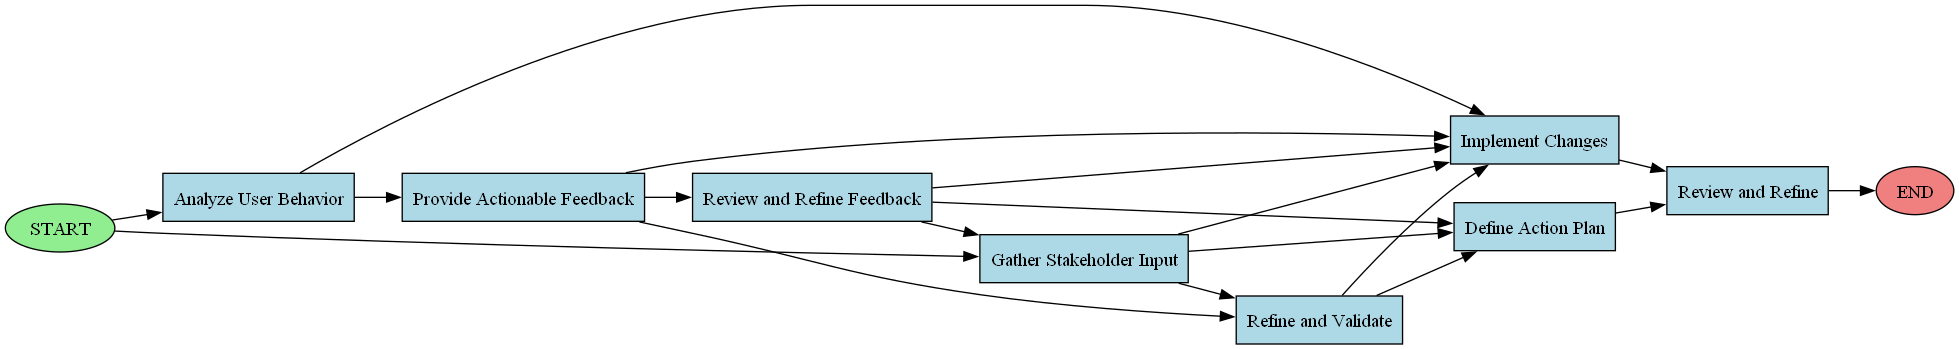 START
Analyze User Behavior
Provide Actionable Feedback
Review and Refine Feedback
Gather Stakeholder Input
Refine and Validate
Implement Changes
Define Action Plan
Review and Refine
END